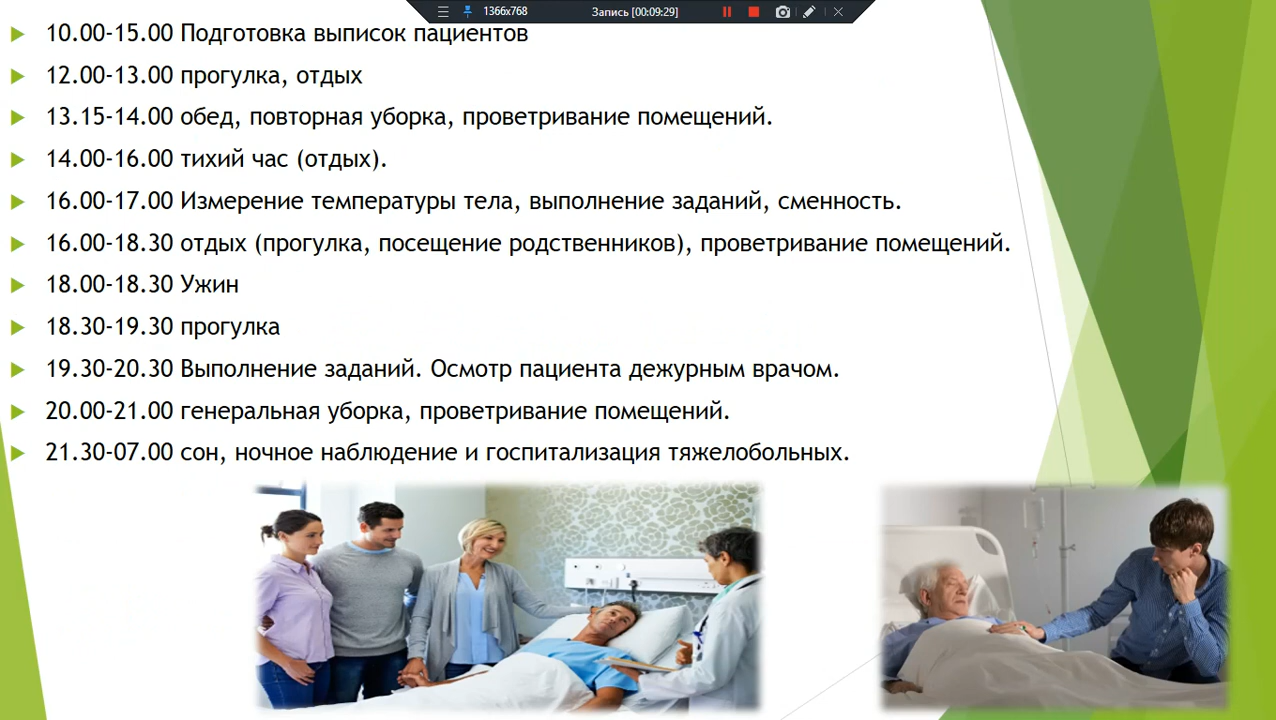 1366x768 Запись [00:09:29]
10.00-15.00 Подготовка выписок пациентов
12.00-13.00 прогулка, отдых
13.15-14.00 обед, повторная уборка, проветривание помещений.
14.00-16.00 тихий час (отдых).
16.00-17.00 Измерение температуры тела, выполнение заданий, сменность.
16.00-18.30 отдых (прогулка, посещение родственников), проветривание помещений.
18.00-18.30 Ужин
18.30-19.30 прогулка
19.30-20.30 Выполнение заданий. Осмотр пациента дежурным врачом.
20.00-21.00 генеральная уборка, проветривание помещений.
21.30-07.00 сон, ночное наблюдение и госпитализация тяжелобольных.